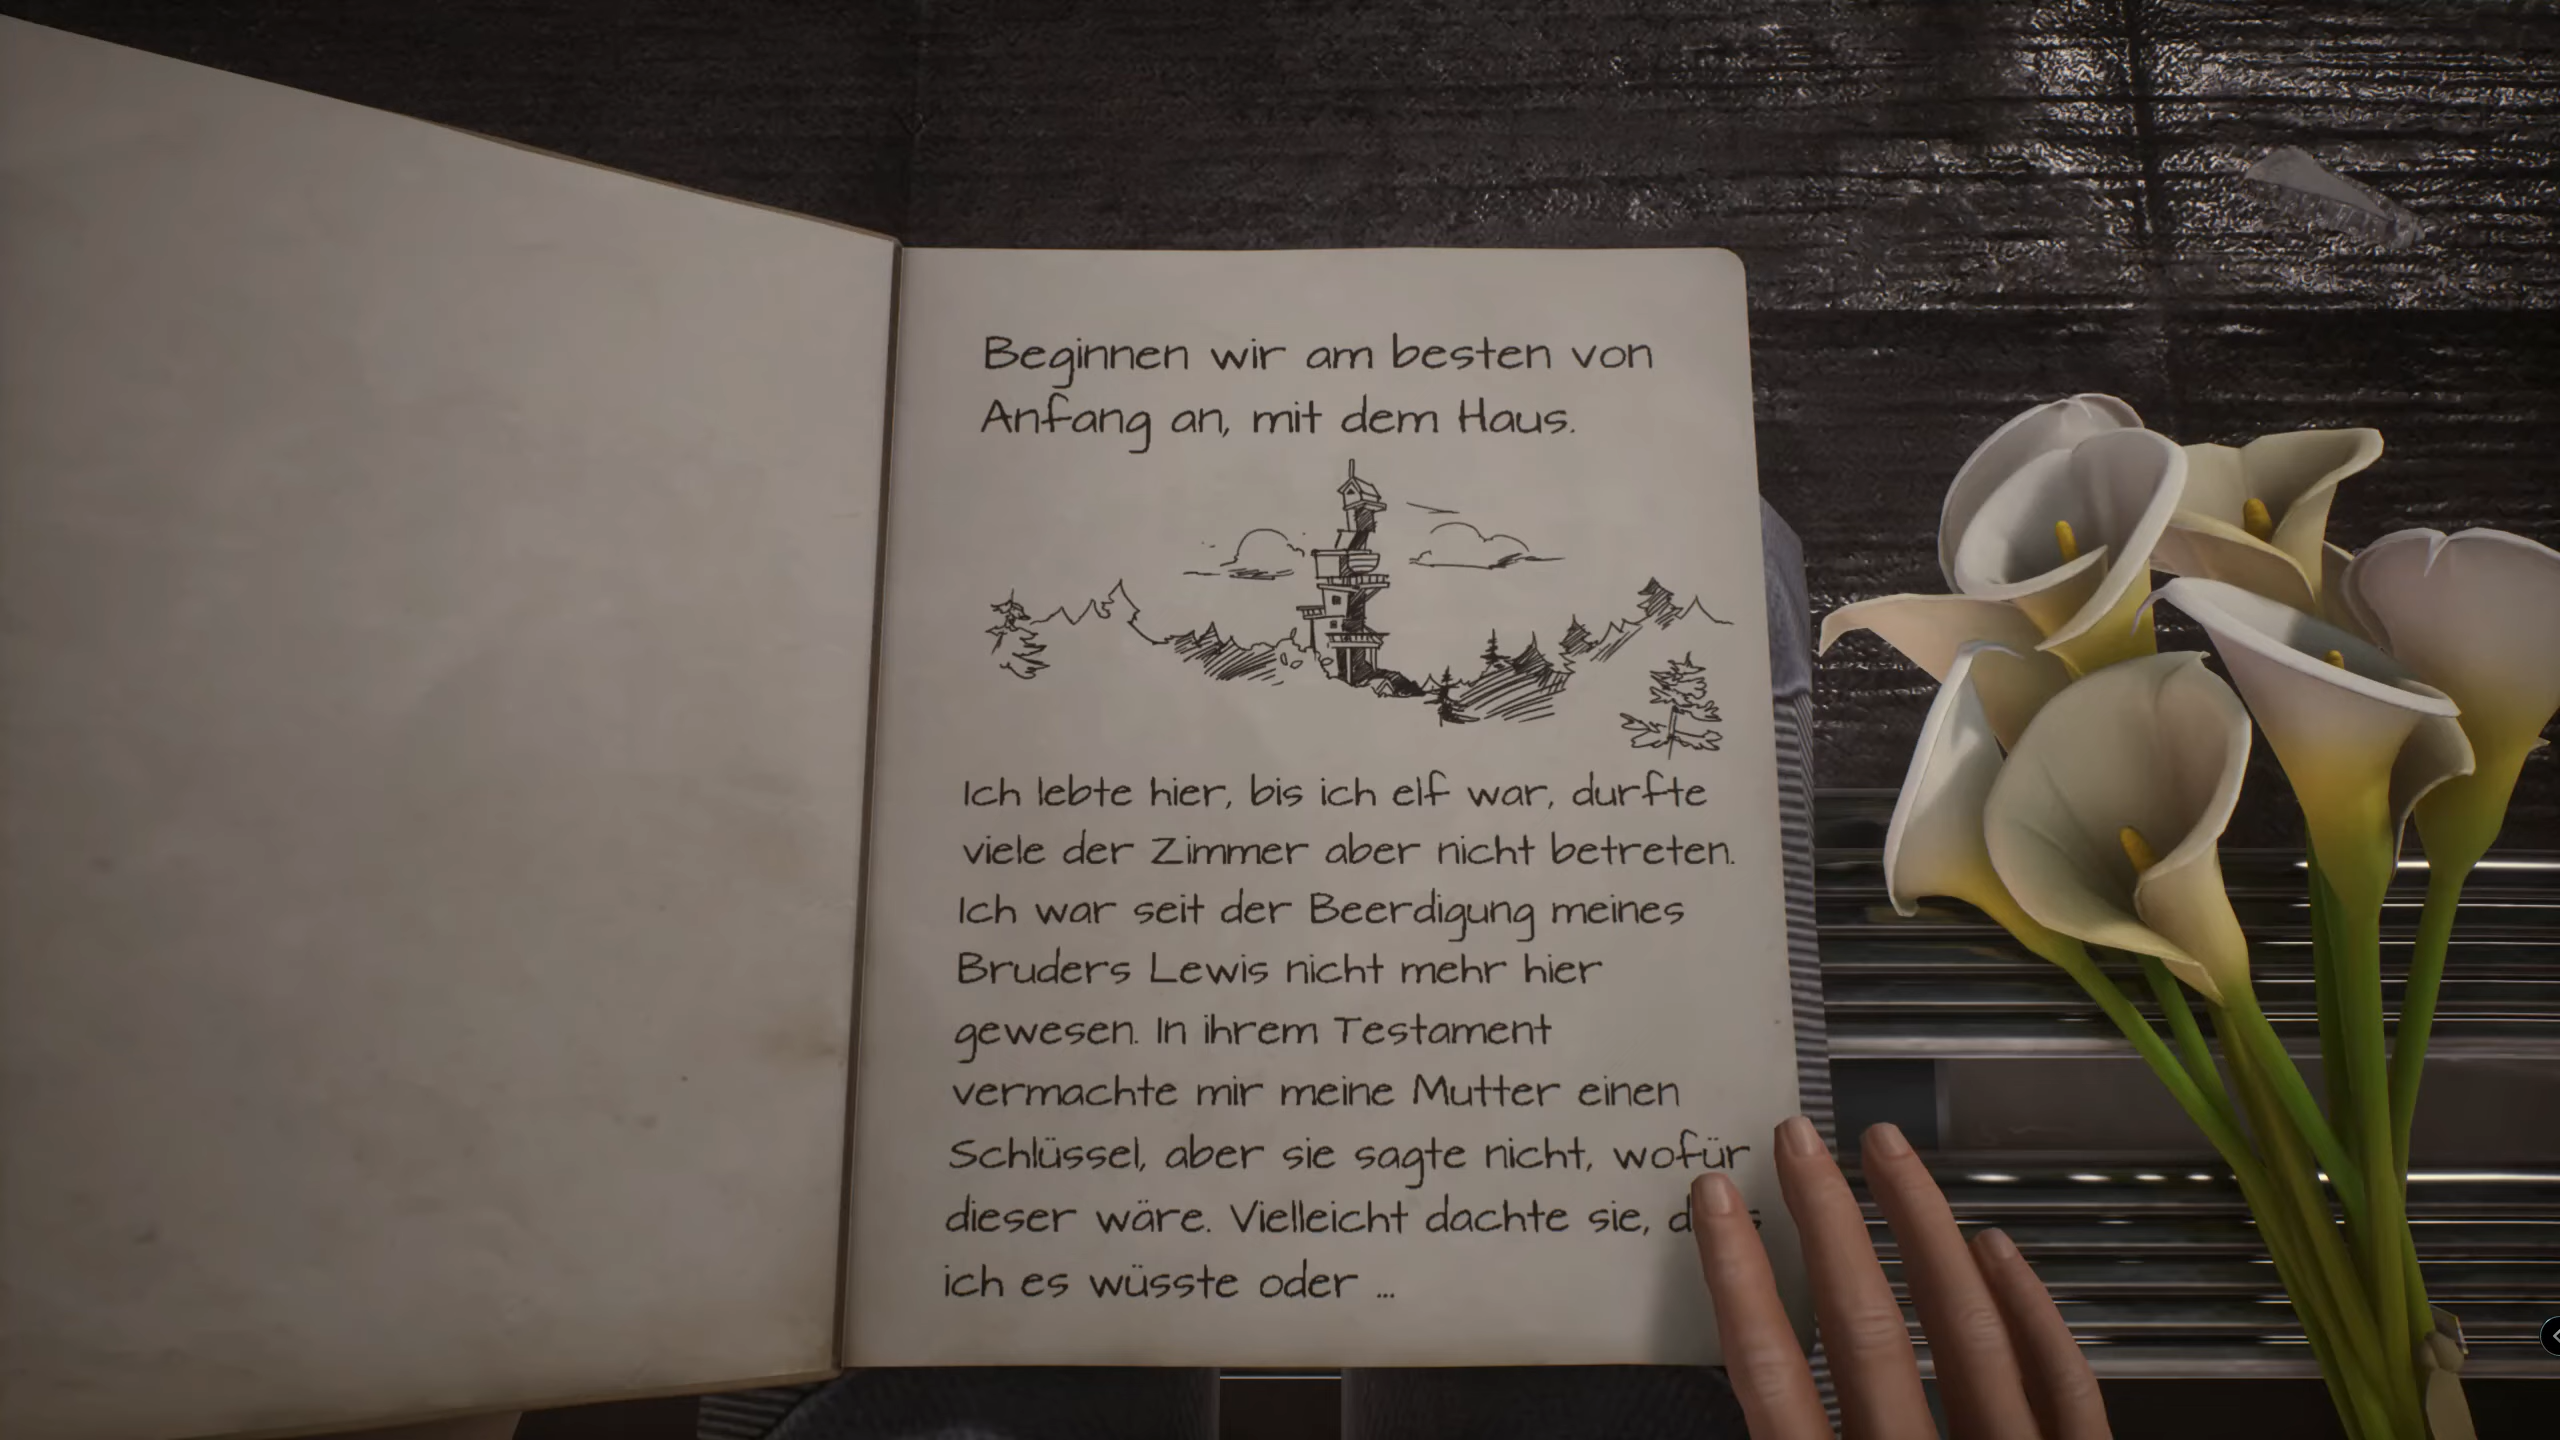 Beginnen wir am besten von
Anfang an, mit dem Haus.
Ich lebte hier, bis ich elf war, durfte
viele der Zimmer aber nicht betreten.
Ich war seit der Beerdigung meines
Bruders Lewis nicht mehr hier
gewesen. In ihrem Testament
vermachte mir meine Mutter einen
Schlüssel, aber sie sagte nicht, wofür
dieser wäre. Vielleicht dachte sie,
ich es wüsste oder ...